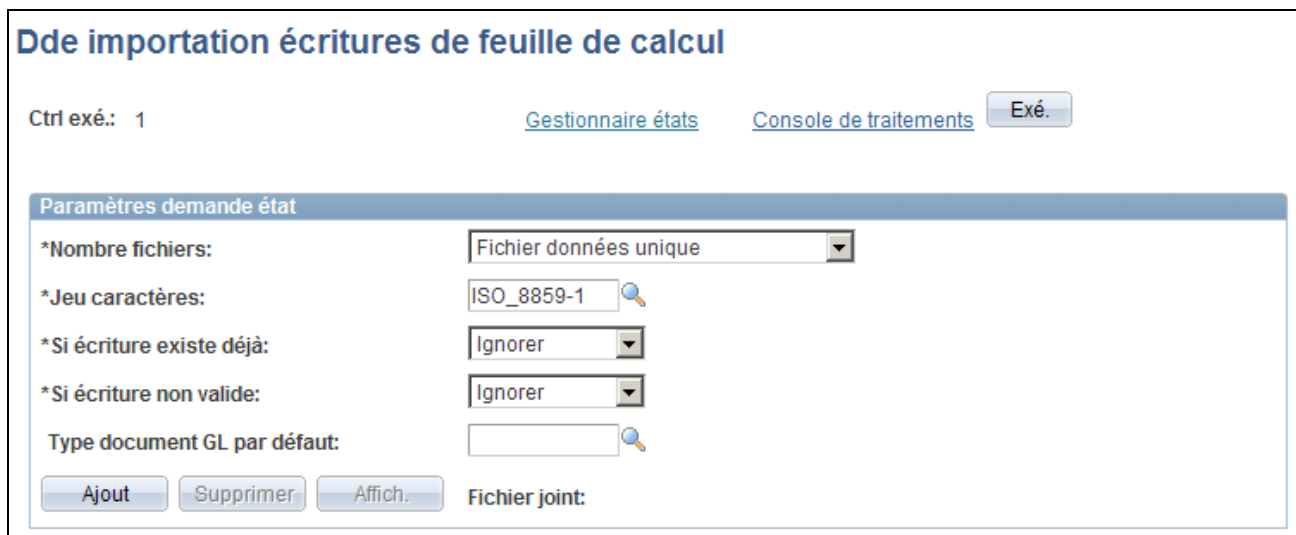 Dde importation écritures de feuille de calcul
Ctrl exé.: 1 Gestionnaire états Console de traitements Exé.
Paramètres demande état
*Nombre fichiers: Fichier données unique
*Jeu caractères: ISO_8859-1
*Si écriture existe déjà: Ignorer
*Si écriture non valide: Ignorer
Type document GL par défaut:
Ajout Supprimer Affich. Fichier joint: